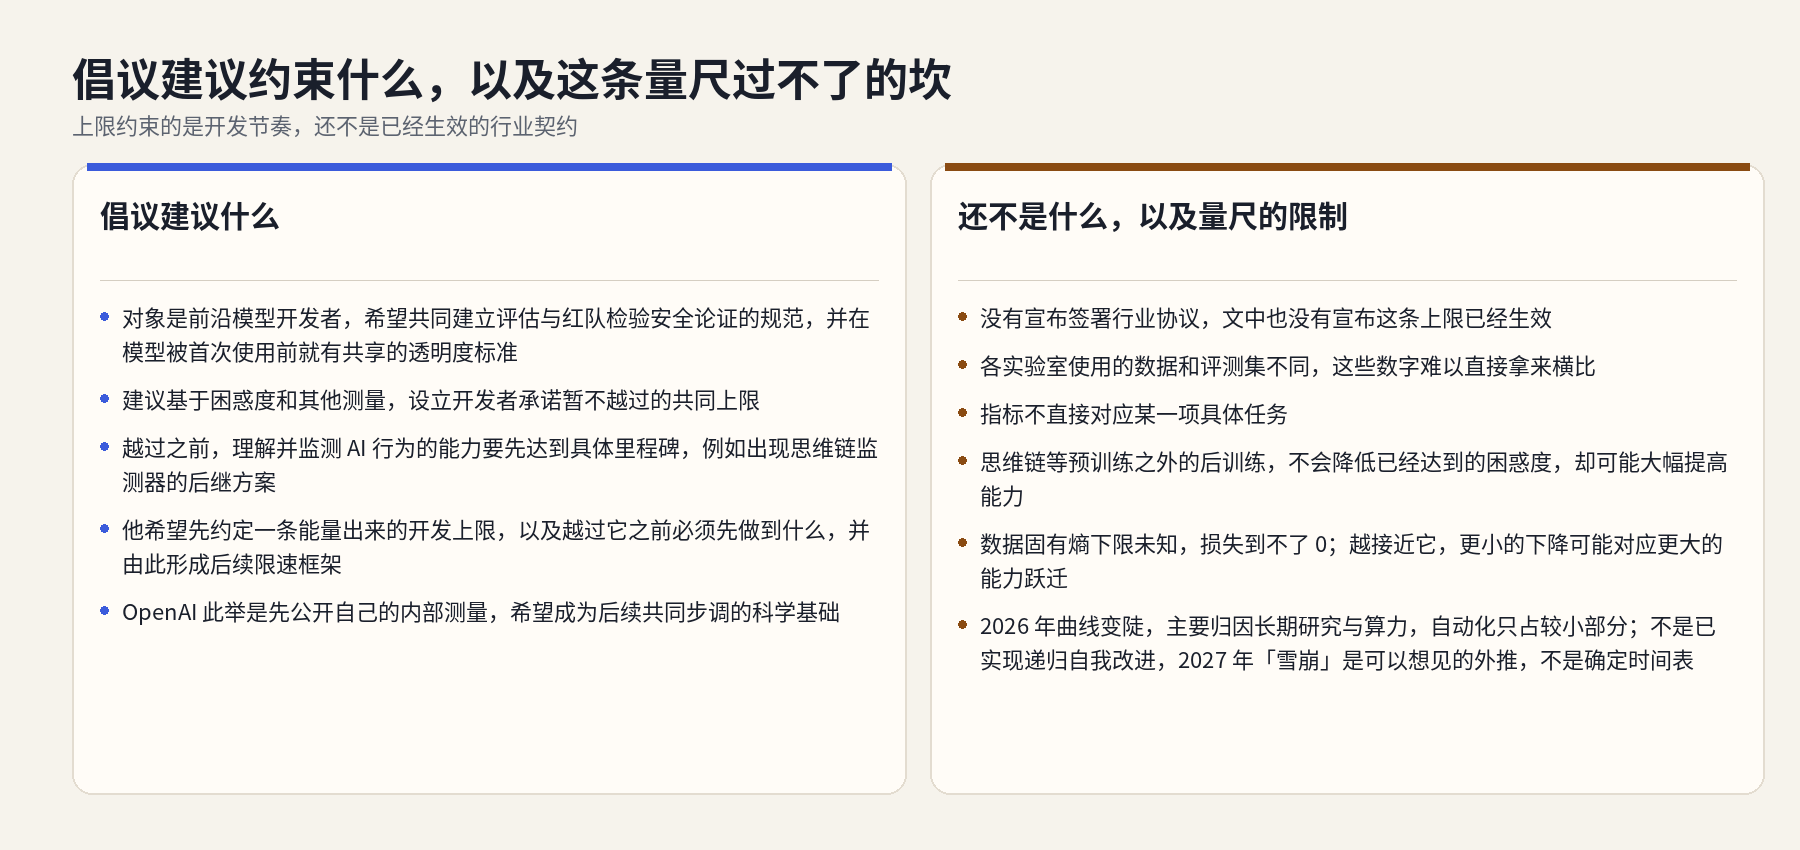 倡议建议约束什么，以及这条量尺过不了的坎
上限约束的是开发节奏，还不是已经生效的行业契约
倡议建议什么
对象是前沿模型开发者，希望共同建立评估与红队检验安全论证的规范，并在
模型被首次使用前就有共享的透明度标准
建议基于困惑度和其他测量，设立开发者承诺暂不越过的共同上限
越过之前，理解并监测 AI 行为的能力要先达到具体里程碑，例如出现思维链监
测器的后继方案
他希望先约定一条能量出来的开发上限，以及越过它之前必须先做到什么，并
由此形成后续限速框架
OpenAI 此举是先公开自己的内部测量，希望成为后续共同步调的科学基础
还不是什么，以及量尺的限制
没有宣布签署行业协议，文中也没有宣布这条上限已经生效
各实验室使用的数据和评测集不同，这些数字难以直接拿来横比
指标不直接对应某一项具体任务
思维链等预训练之外的后训练，不会降低已经达到的困惑度，却可能大幅提高
能力
数据固有熵下限未知，损失到不了 0；越接近它，更小的下降可能对应更大的
能力跃迁
2026 年曲线变陡，主要归因长期研究与算力，自动化只占较小部分；不是已
实现递归自我改进，2027 年「雪崩」是可以想见的外推，不是确定时间表